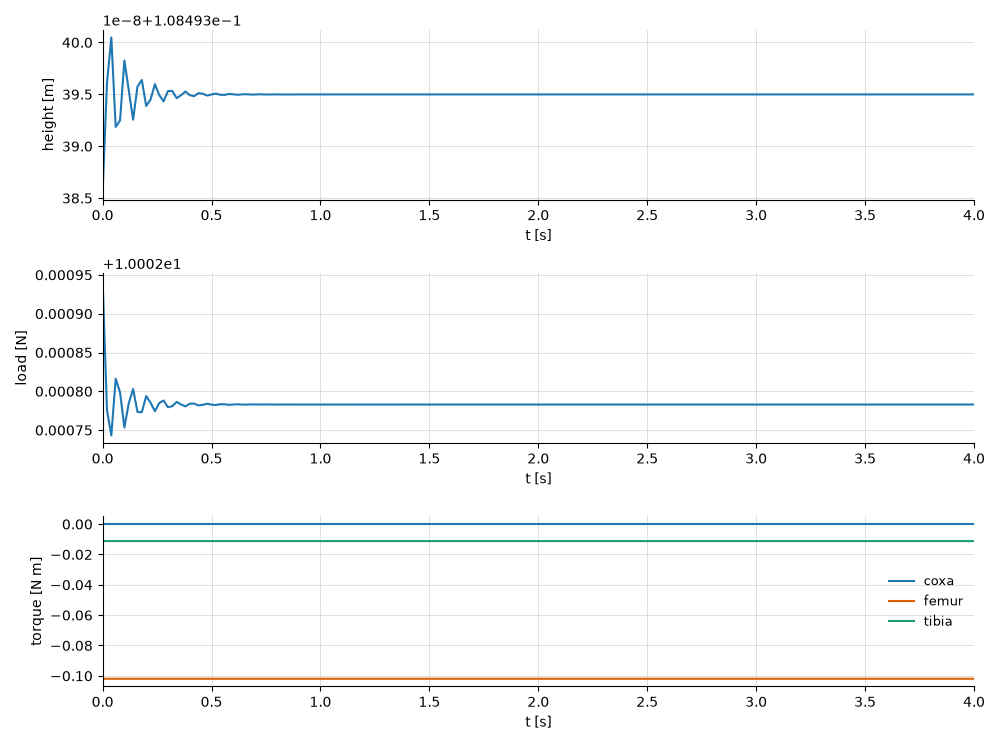 1e−8+1.08493e−1
40.0
39.5
39.0
38.5
height [m]
0.0 0.5 1.0 1.5 2.0 2.5 3.0 3.5 4.0
t [s]
+1.0002e1
0.00095
0.00090
0.00085
0.00080
0.00075
load [N]
0.0 0.5 1.0 1.5 2.0 2.5 3.0 3.5 4.0
t [s]
0.00
−0.02
−0.04
−0.06
−0.08
−0.10
torque [N m]
coxa
femur
tibia
0.0 0.5 1.0 1.5 2.0 2.5 3.0 3.5 4.0
t [s]